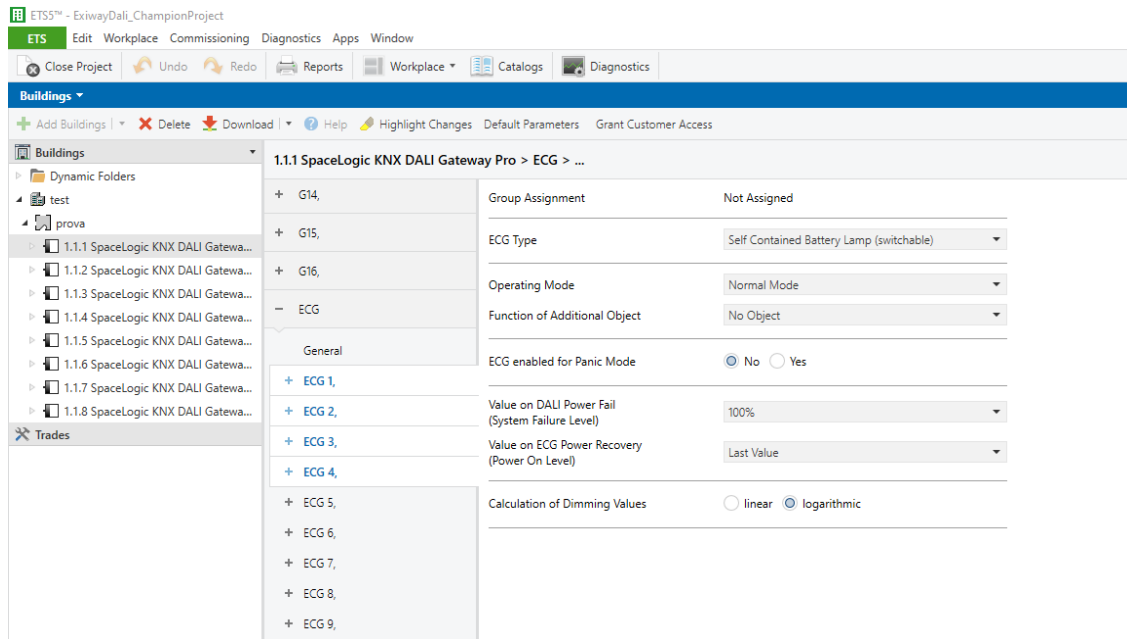 ETS5™ - ExiwayDali_ChampionProject
ETS Edit Workplace Commissioning Diagnostics Apps Window
Close Project Undo Redo Reports Workplace Catalogs Diagnostics
Buildings
Add Buildings Delete Download Help Highlight Changes Default Parameters Grant Customer Access
Buildings
Dynamic Folders
test
prova
1.1.1 SpaceLogic KNX DALI Gatewa...
1.1.2 SpaceLogic KNX DALI Gatewa...
1.1.3 SpaceLogic KNX DALI Gatewa...
1.1.4 SpaceLogic KNX DALI Gatewa...
1.1.5 SpaceLogic KNX DALI Gatewa...
1.1.6 SpaceLogic KNX DALI Gatewa...
1.1.7 SpaceLogic KNX DALI Gatewa...
1.1.8 SpaceLogic KNX DALI Gatewa...
Trades
1.1.1 SpaceLogic KNX DALI Gateway Pro > ECG > ...
+ G14,
+ G15,
+ G16,
− ECG
General
+ ECG 1,
+ ECG 2,
+ ECG 3,
+ ECG 4,
+ ECG 5,
+ ECG 6,
+ ECG 7,
+ ECG 8,
+ ECG 9,
Group Assignment Not Assigned
ECG Type Self Contained Battery Lamp (switchable)
Operating Mode Normal Mode
Function of Additional Object No Object
ECG enabled for Panic Mode No Yes
Value on DALI Power Fail
(System Failure Level) 100%
Value on ECG Power Recovery
(Power On Level) Last Value
Calculation of Dimming Values linear logarithmic